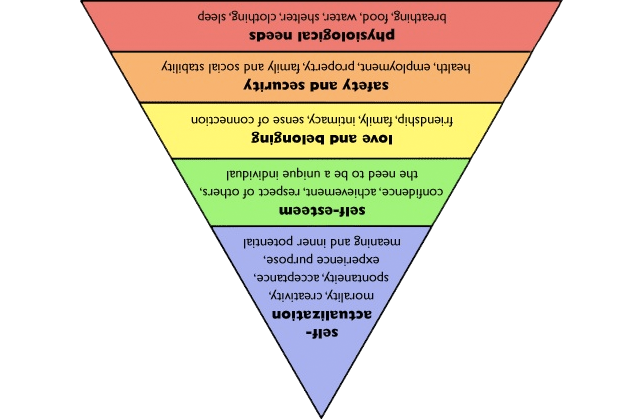 self-
actualization
morality, creativity,
spontaneity, acceptance,
experience purpose,
meaning and inner potential
self-esteem
confidence, achievement, respect of others,
the need to be a unique individual
love and belonging
friendship, family, intimacy, sense of connection
safety and security
health, employment, property, family and social stability
physiological needs
breathing, food, water, shelter, clothing, sleep